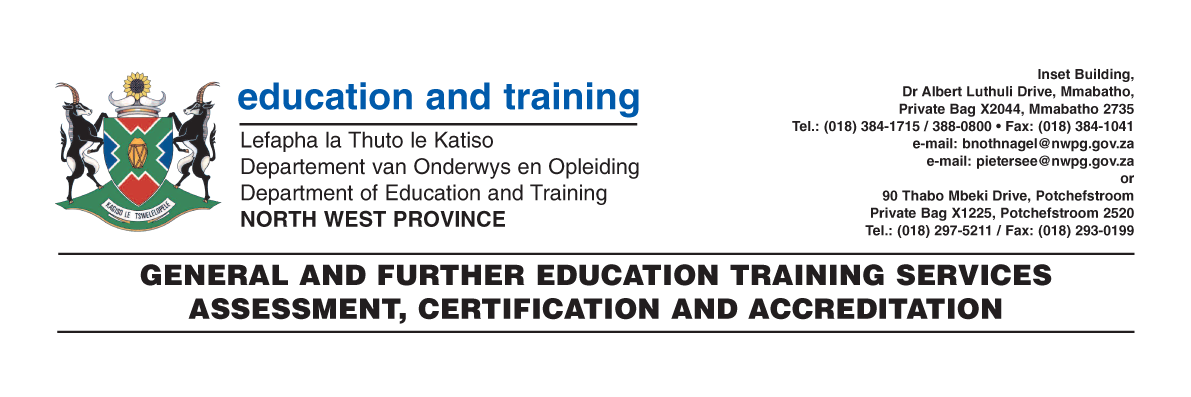 education and training
Lefapha la Thuto le Katiso
Departement van Onderwys en Opleiding
Department of Education and Training
NORTH WEST PROVINCE
KAGISO LE TSWELELOPELE
Inset Building,
Dr Albert Luthuli Drive, Mmabatho,
Private Bag X2044, Mmabatho 2735
Tel.: (018) 384-1715 / 388-0800 • Fax: (018) 384-1041
e-mail: bnothnagel@nwpg.gov.za
e-mail: pietersee@nwpg.gov.za
or
90 Thabo Mbeki Drive, Potchefstroom
Private Bag X1225, Potchefstroom 2520
Tel.: (018) 297-5211 / Fax: (018) 293-0199
GENERAL AND FURTHER EDUCATION TRAINING SERVICES
ASSESSMENT, CERTIFICATION AND ACCREDITATION